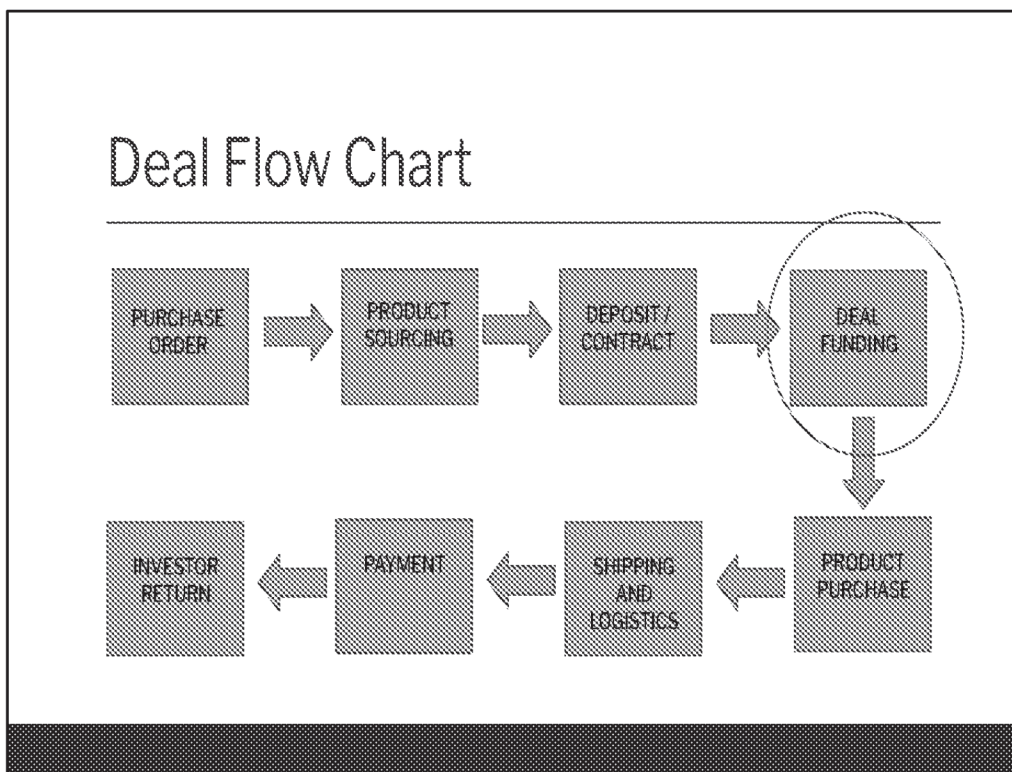 Deal Flow Chart
PURCHASE
ORDER
PRODUCT
SOURCING
DEPOSIT /
CONTRACT
DEAL
FUNDING
PRODUCT
PURCHASE
SHIPPING
AND
LOGISTICS
PAYMENT
INVESTOR
RETURN